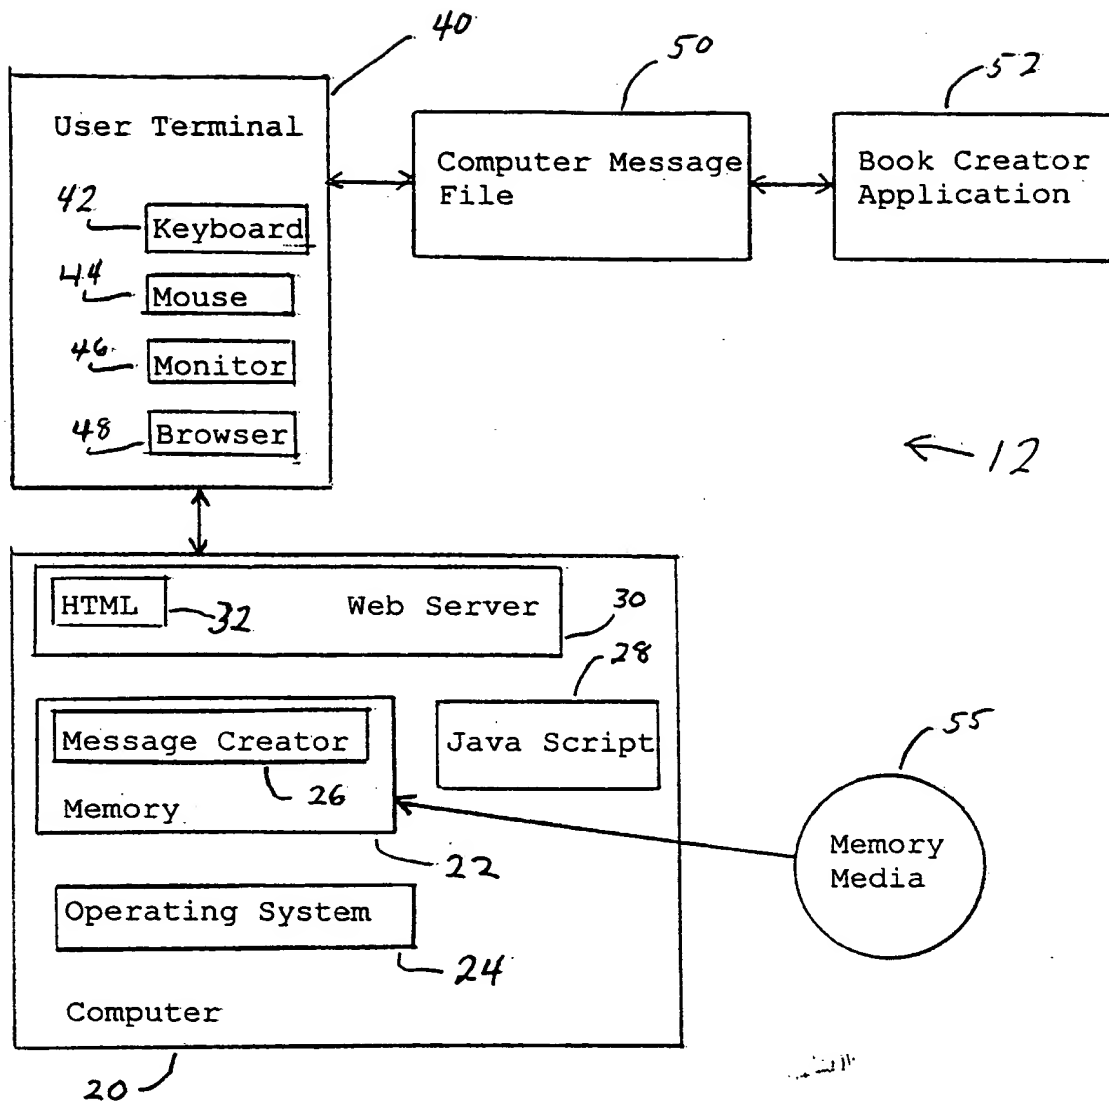 40
50
52
User Terminal
Computer Message
File
Book Creator
Application
42
Keyboard
44
Mouse
46
Monitor
48
Browser
12
HTML
32
Web Server
30
28
Message Creator
26
Memory
22
Java Script
55
Memory
Media
Operating System
24
Computer
20